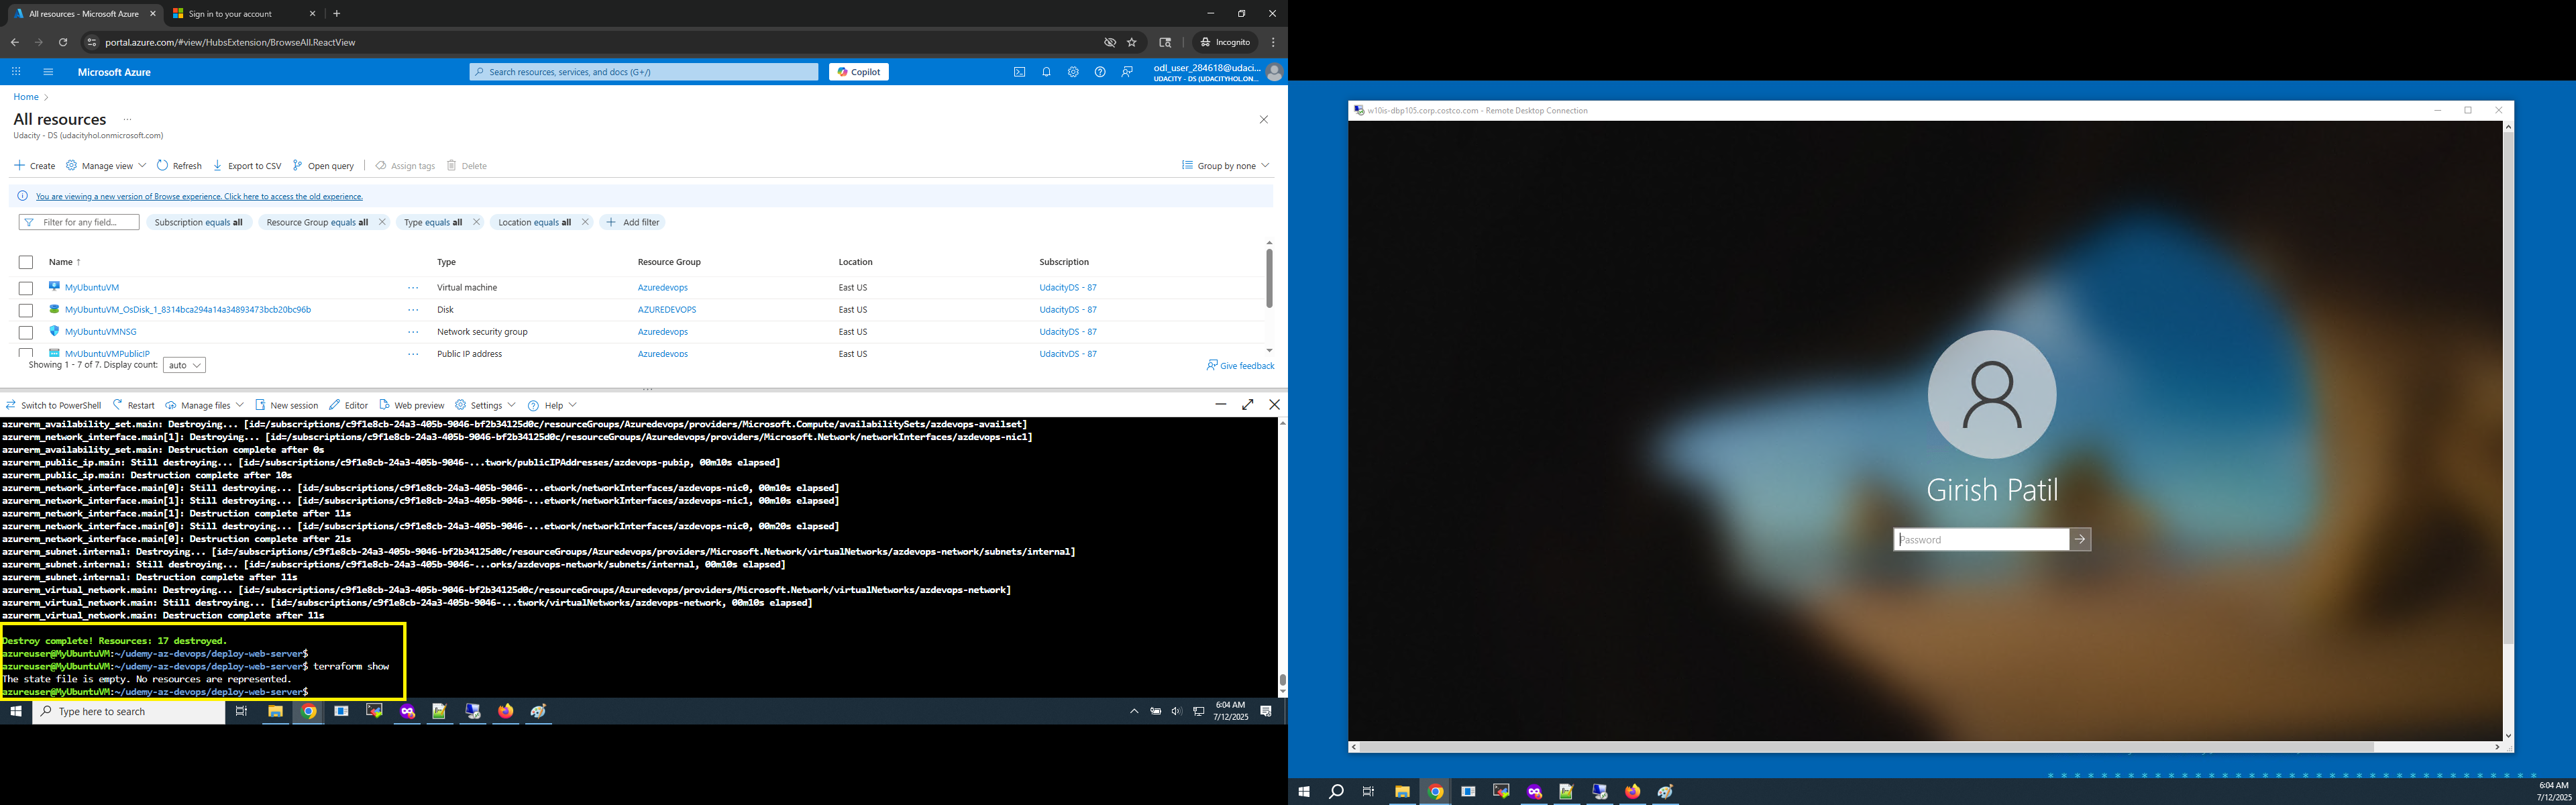 All resources - Microsoft Azure
Sign in to your account
portal.azure.com/#view/HubsExtension/BrowseAll.ReactView
Incognito
Microsoft Azure
Search resources, services, and docs (G+/)
Copilot
odl_user_284618@udaci...
UDACITY - DS (UDACITYHOL.ON...
Home
All resources
Udacity - DS (udacityhol.onmicrosoft.com)
Create
Manage view
Refresh
Export to CSV
Open query
Assign tags
Delete
Group by none
You are viewing a new version of Browse experience. Click here to access the old experience.
Filter for any field...
Subscription equals all
Resource Group equals all
Type equals all
Location equals all
Add filter
Name ↑ Type Resource Group Location Subscription
MyUbuntuVM ... Virtual machine Azuredevops East US UdacityDS - 87
MyUbuntuVM_OsDisk_1_8314bca294a14a34893473bcb20bc96b ... Disk AZUREDEVOPS East US UdacityDS - 87
MyUbuntuVMNSG ... Network security group Azuredevops East US UdacityDS - 87
MyUbuntuVMPublicIP ... Public IP address Azuredevops East US UdacityDS - 87
Showing 1 - 7 of 7. Display count: auto
Give feedback
Switch to PowerShell
Restart
Manage files
New session
Editor
Web preview
Settings
Help
azurerm_availability_set.main: Destroying... [id=/subscriptions/c9f1e8cb-24a3-405b-9046-bf2b34125d0c/resourceGroups/Azuredevops/providers/Microsoft.Compute/availabilitySets/azdevops-availset]
azurerm_network_interface.main[1]: Destroying... [id=/subscriptions/c9f1e8cb-24a3-405b-9046-bf2b34125d0c/resourceGroups/Azuredevops/providers/Microsoft.Network/networkInterfaces/azdevops-nic1]
azurerm_availability_set.main: Destruction complete after 0s
azurerm_public_ip.main: Still destroying... [id=/subscriptions/c9f1e8cb-24a3-405b-9046-...twork/publicIPAddresses/azdevops-pubip, 00m10s elapsed]
azurerm_public_ip.main: Destruction complete after 10s
azurerm_network_interface.main[0]: Still destroying... [id=/subscriptions/c9f1e8cb-24a3-405b-9046-...etwork/networkInterfaces/azdevops-nic0, 00m10s elapsed]
azurerm_network_interface.main[1]: Still destroying... [id=/subscriptions/c9f1e8cb-24a3-405b-9046-...etwork/networkInterfaces/azdevops-nic1, 00m10s elapsed]
azurerm_network_interface.main[1]: Destruction complete after 11s
azurerm_network_interface.main[0]: Still destroying... [id=/subscriptions/c9f1e8cb-24a3-405b-9046-...etwork/networkInterfaces/azdevops-nic0, 00m20s elapsed]
azurerm_network_interface.main[0]: Destruction complete after 21s
azurerm_subnet.internal: Destroying... [id=/subscriptions/c9f1e8cb-24a3-405b-9046-bf2b34125d0c/resourceGroups/Azuredevops/providers/Microsoft.Network/virtualNetworks/azdevops-network/subnets/internal]
azurerm_subnet.internal: Still destroying... [id=/subscriptions/c9f1e8cb-24a3-405b-9046-...orks/azdevops-network/subnets/internal, 00m10s elapsed]
azurerm_subnet.internal: Destruction complete after 11s
azurerm_virtual_network.main: Destroying... [id=/subscriptions/c9f1e8cb-24a3-405b-9046-bf2b34125d0c/resourceGroups/Azuredevops/providers/Microsoft.Network/virtualNetworks/azdevops-network]
azurerm_virtual_network.main: Still destroying... [id=/subscriptions/c9f1e8cb-24a3-405b-9046-...twork/virtualNetworks/azdevops-network, 00m10s elapsed]
azurerm_virtual_network.main: Destruction complete after 11s
Destroy complete! Resources: 17 destroyed.
azureuser@MyUbuntuVM:~/udemy-az-devops/deploy-web-server$
azureuser@MyUbuntuVM:~/udemy-az-devops/deploy-web-server$ terraform show
The state file is empty. No resources are represented.
azureuser@MyUbuntuVM:~/udemy-az-devops/deploy-web-server$
Type here to search
6:04 AM
7/12/2025
w10is-dbp105.corp.costco.com - Remote Desktop Connection
Girish Patil
Password
6:04 AM
7/12/2025